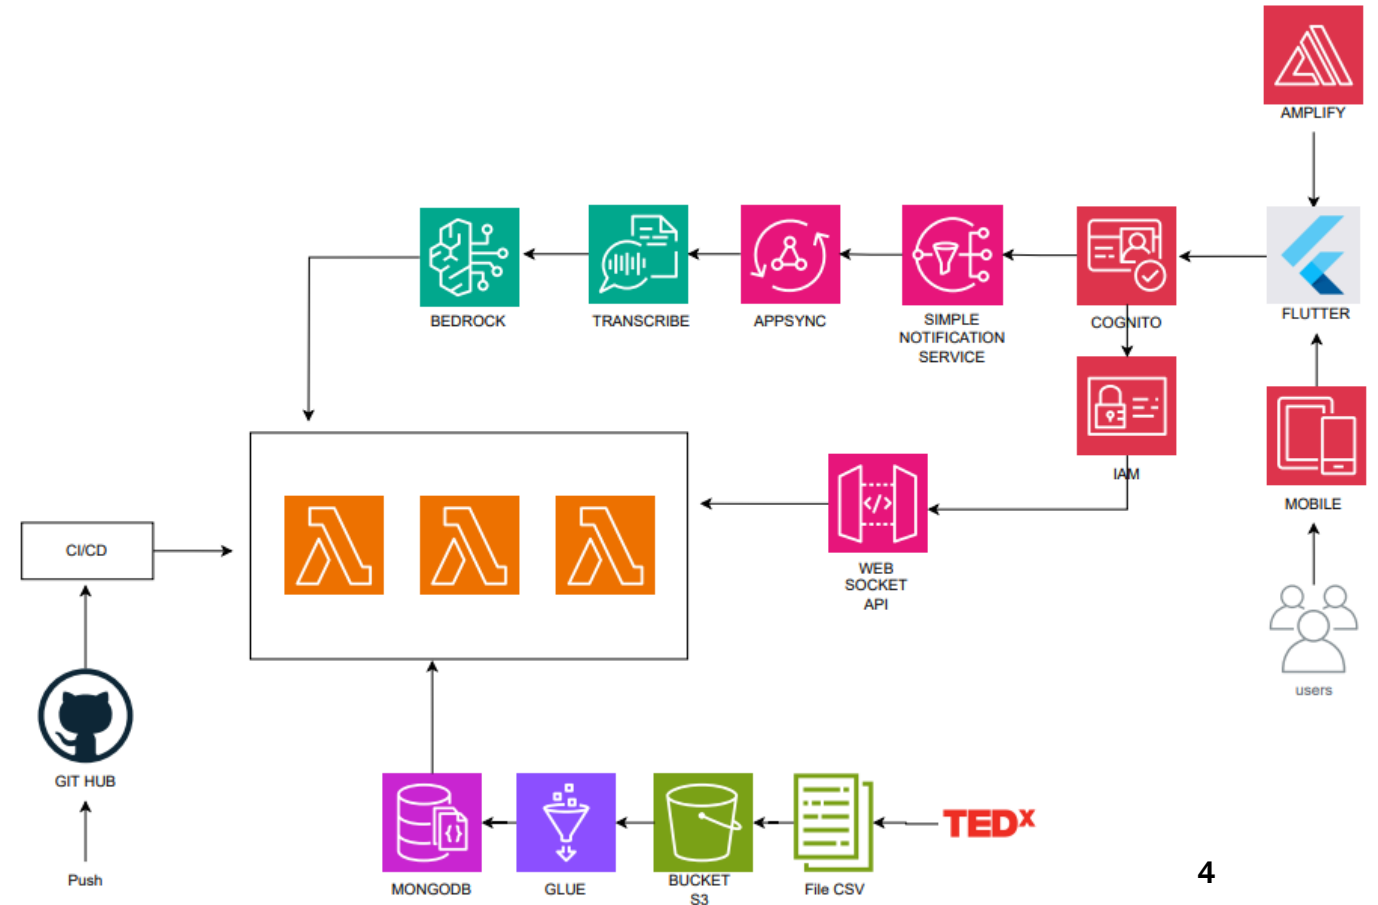 AMPLIFY
BEDROCK
TRANSCRIBE
APPSYNC
SIMPLE
NOTIFICATION
SERVICE
COGNITO
FLUTTER
IAM
MOBILE
CI/CD
WEB
SOCKET
API
users
GIT HUB
Push
TEDx
MONGODB
GLUE
BUCKET
S3
File CSV
4